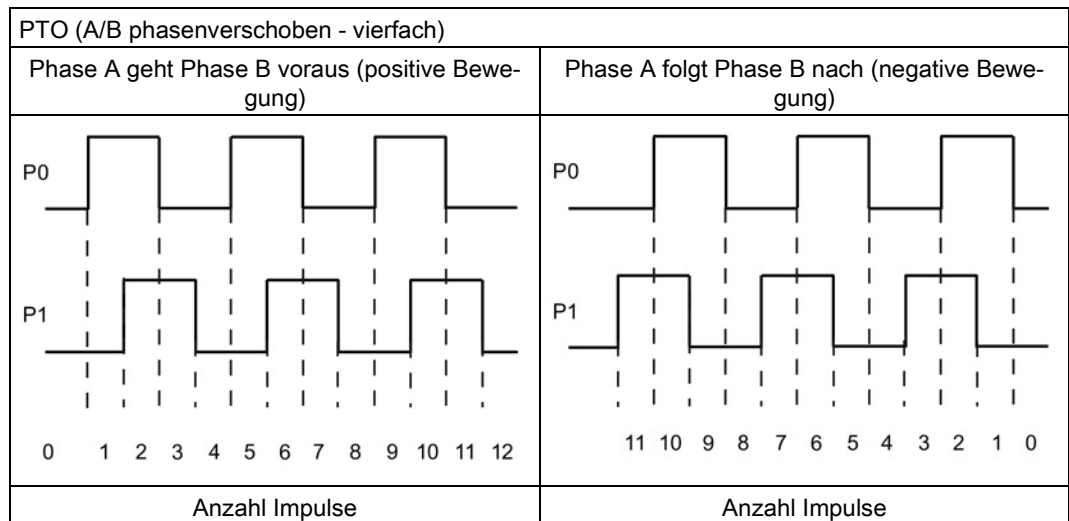 PTO (A/B phasenverschoben - vierfach)
Phase A geht Phase B voraus (positive Bewe-
gung)
Phase A folgt Phase B nach (negative Bewe-
gung)
P0
P1
0 1 2 3 4 5 6 7 8 9 10 11 12
P0
P1
11 10 9 8 7 6 5 4 3 2 1 0
Anzahl Impulse
Anzahl Impulse